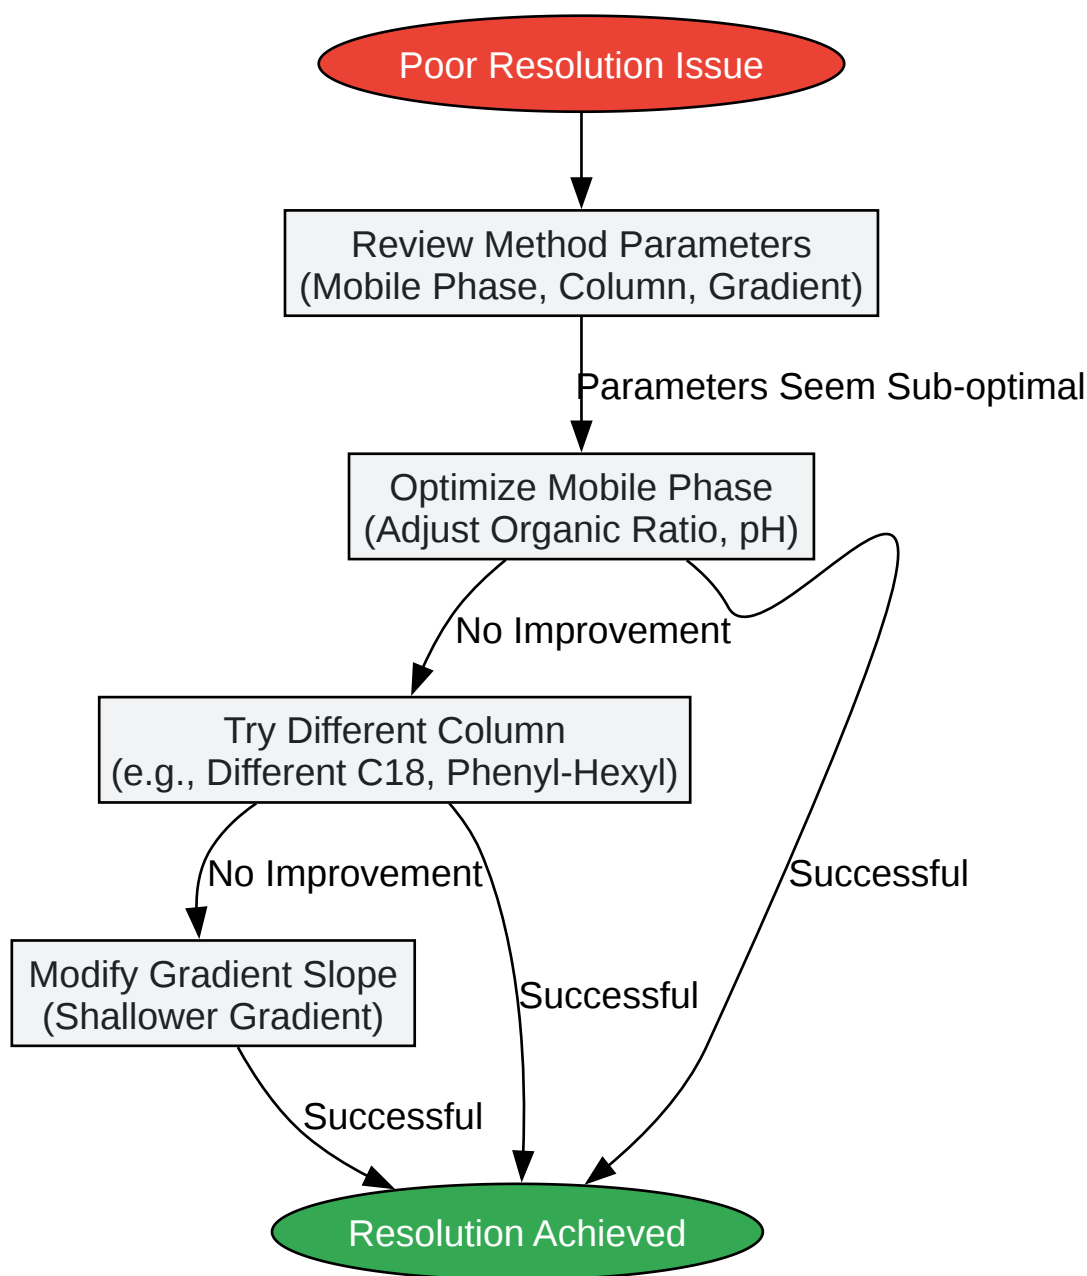 Poor Resolution Issue
Review Method Parameters
(Mobile Phase, Column, Gradient)
Parameters Seem Sub-optimal
Optimize Mobile Phase
(Adjust Organic Ratio, pH)
No Improvement
Try Different Column
(e.g., Different C18, Phenyl-Hexyl)
No Improvement
Successful
Modify Gradient Slope
(Shallower Gradient)
Successful
Successful
Resolution Achieved